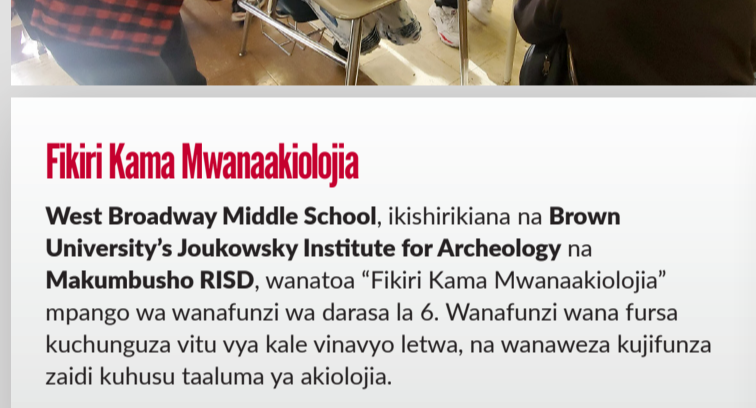 Fikiri Kama Mwanaakiolojia
West Broadway Middle School, ikishirikiana na Brown
University’s Joukowsky Institute for Archeology na
Makumbusho RISD, wanatoa “Fikiri Kama Mwanaakiolojia”
mpango wa wanafunzi wa darasa la 6. Wanafunzi wana fursa
kuchunguza vitu vya kale vinavyo letwa, na wanaweza kujifunza
zaidi kuhusu taaluma ya akiolojia.